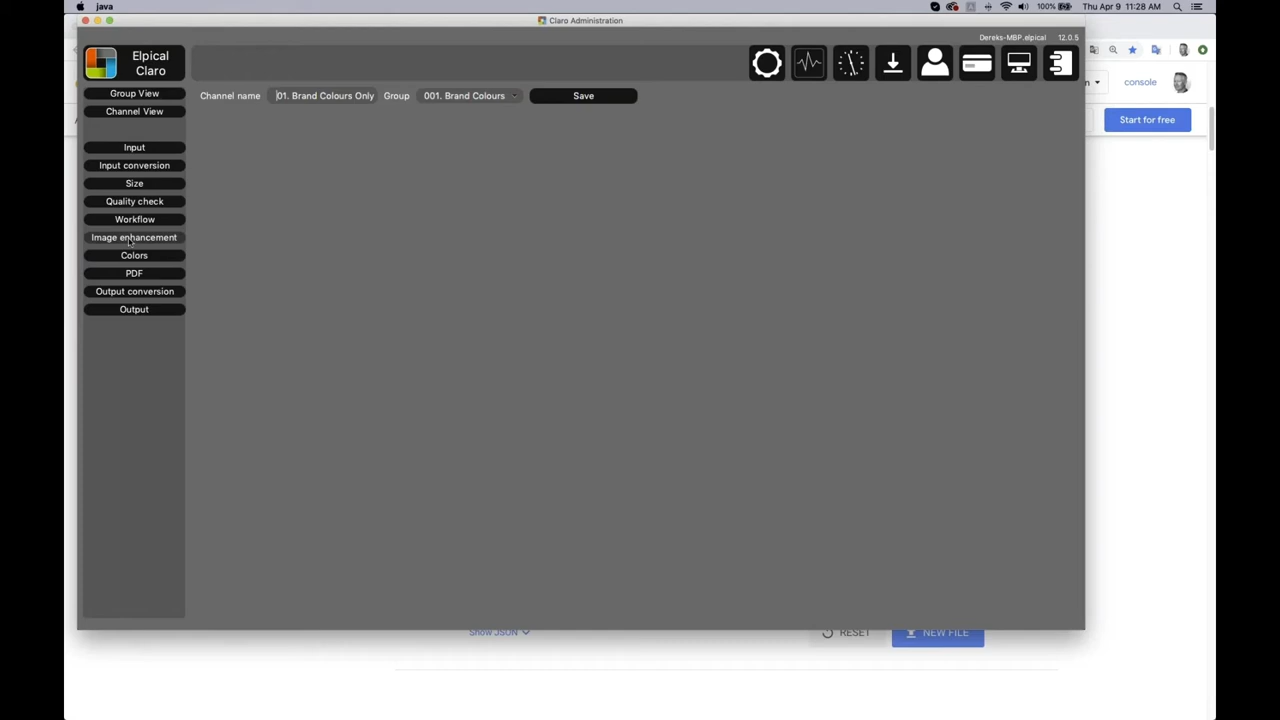 java
100%
Thu Apr 9 11:28 AM
Claro Administration
Dereks-MBP.elpical 12.0.5
Elpical
Claro
Group View
Channel View
Channel name 01. Brand Colours Only Group 001. Brand Colours Save
Input
Input conversion
Size
Quality check
Workflow
Image enhancement
Colors
PDF
Output conversion
Output
console
Start for free
Show JSON
RESET
NEW FILE